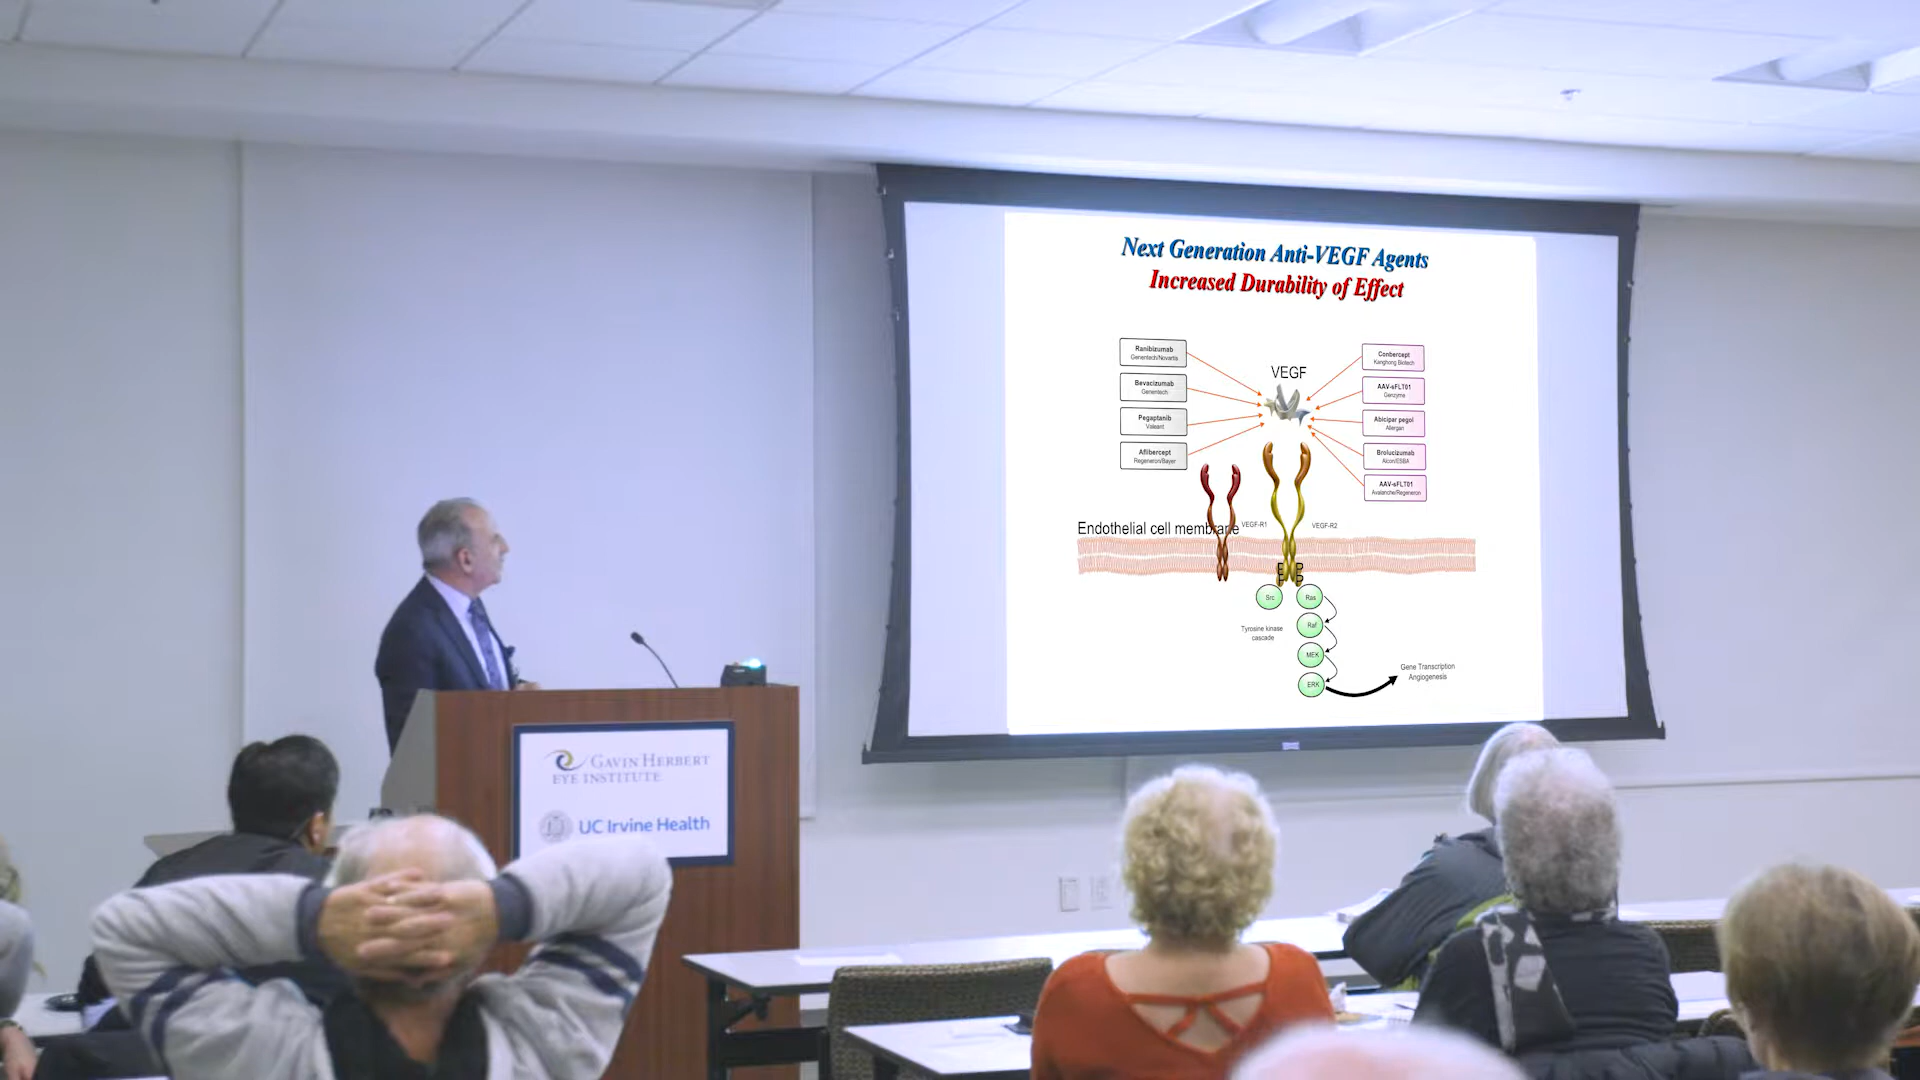 Next Generation Anti-VEGF Agents
Increased Durability of Effect
Ranibizumab
Genentech/Novartis
Bevacizumab
Genentech
Pegaptanib
Valeant
Aflibercept
Regeneron/Bayer
VEGF
Conbercept
Kanghong Biotech
AAV-sFLT01
Genzyme
Abicipar pegol
Allergan
Brolucizumab
Alcon/ESBA
AAV-sFLT01
Avalanche/Regeneron
Endothelial cell membrane
VEGF-R1
VEGF-R2
P P
P P
Src
Ras
Raf
MEK
ERK
Tyrosine kinase
cascade
Gene Transcription
Angiogenesis
GAVIN HERBERT
EYE INSTITUTE
UC Irvine Health